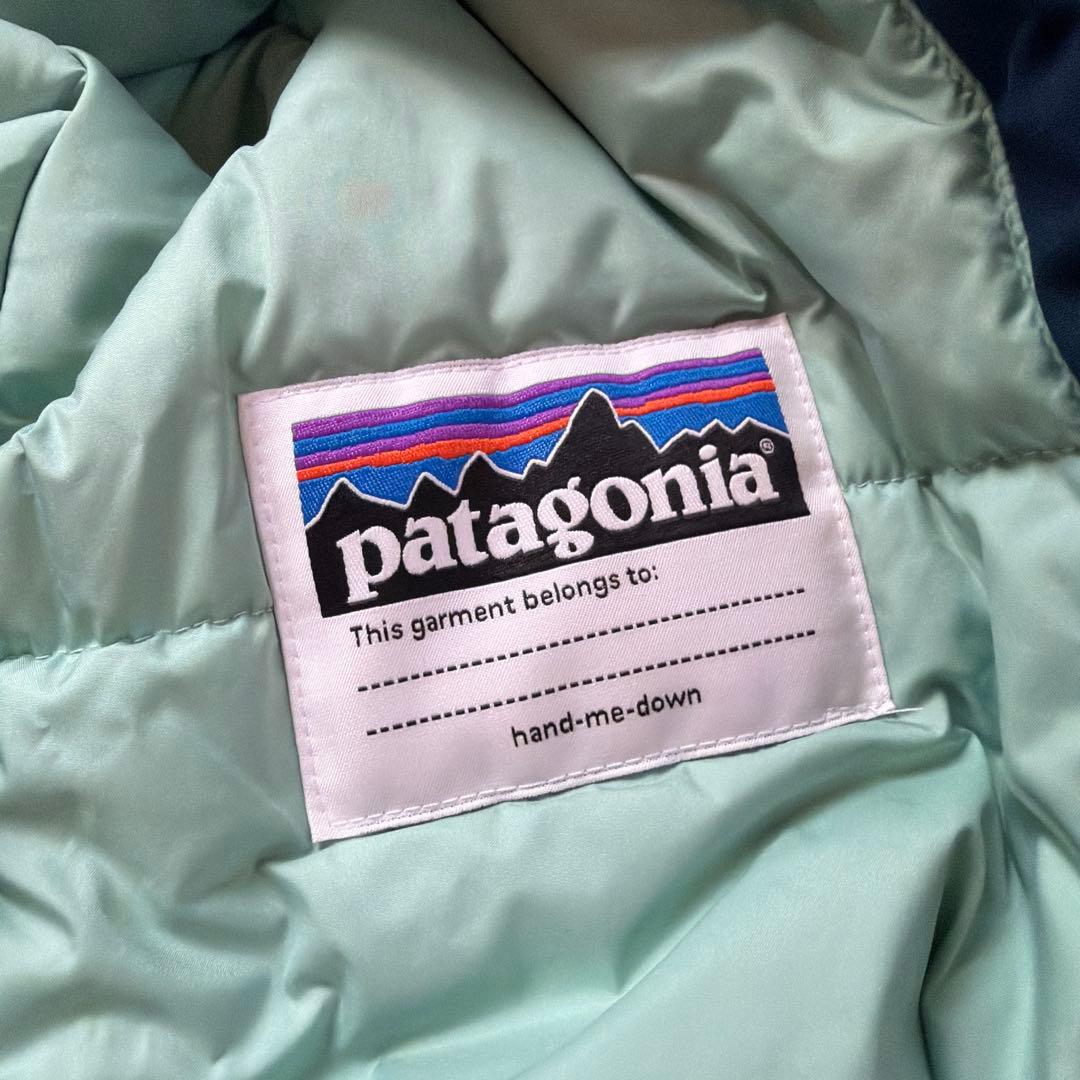 patagonia®
This garment belongs to:
hand-me-down